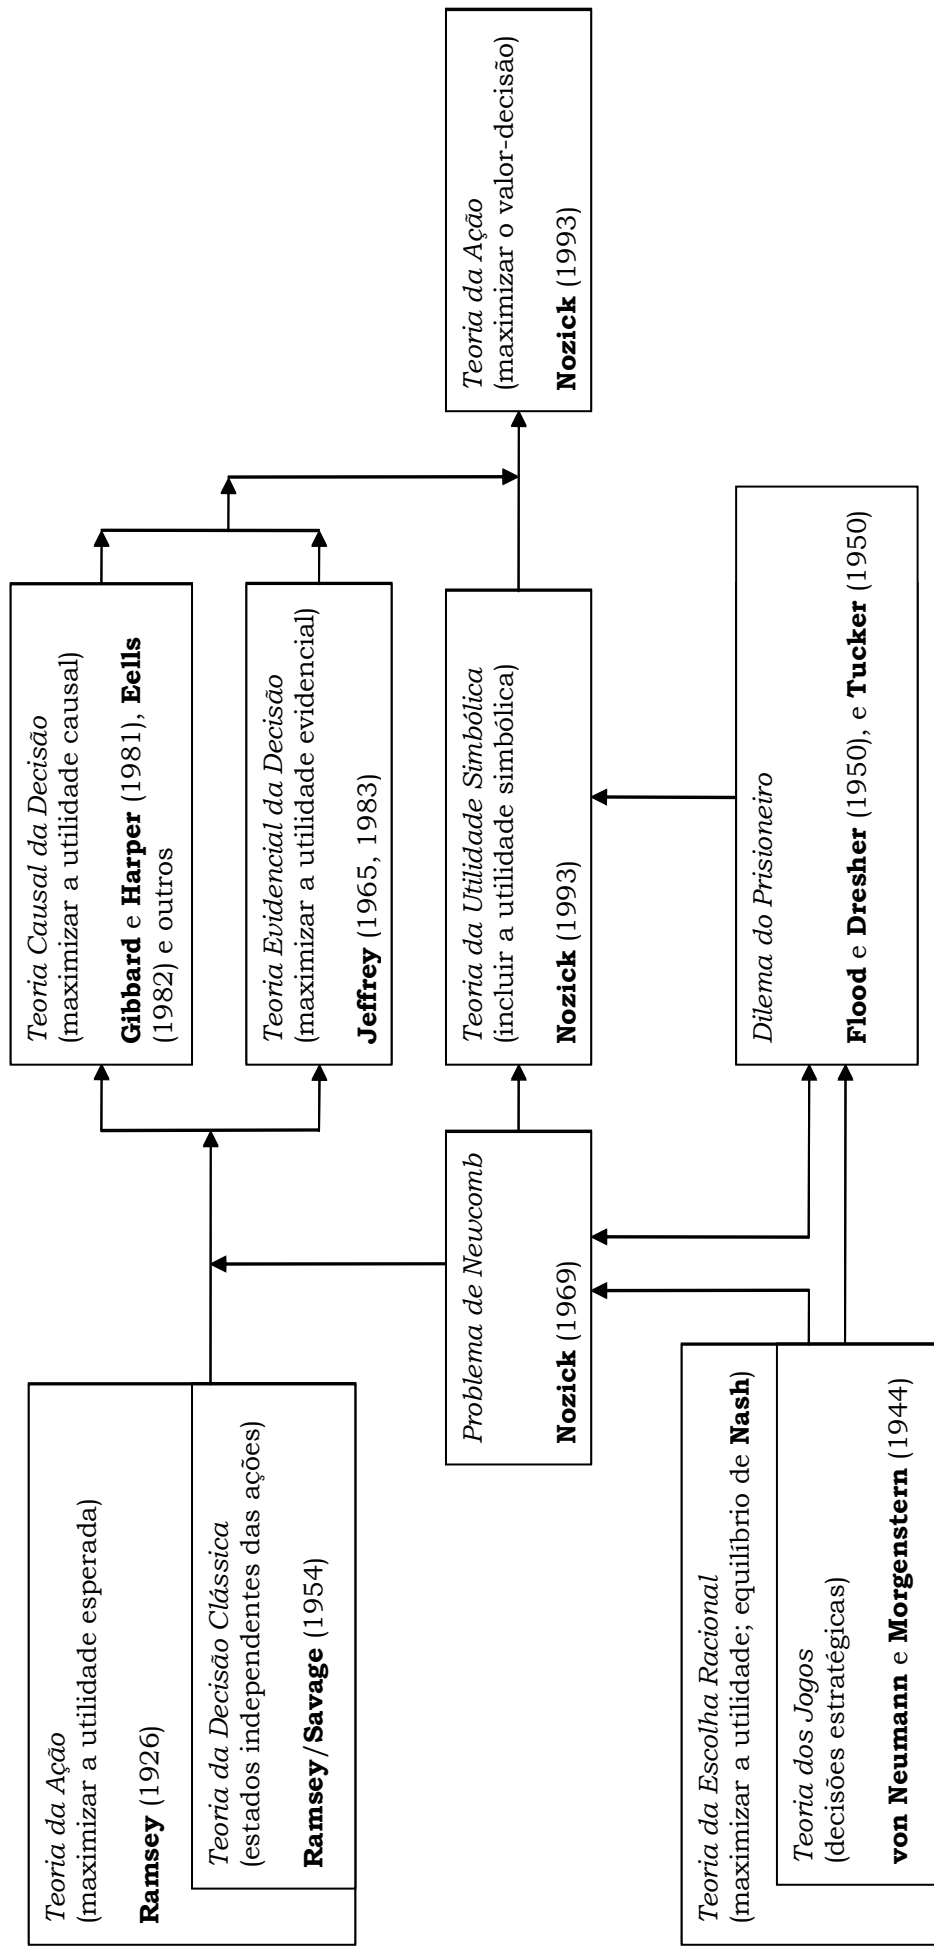 Teoria da Ação
(maximizar a utilidade esperada)
Ramsey (1926)
Teoria da Decisão Clássica
(estados independentes das ações)
Ramsey/Savage (1954)
Teoria da Escolha Racional
(maximizar a utilidade; equilíbrio de Nash)
Teoria dos Jogos
(decisões estratégicas)
von Neumann e Morgenstern (1944)
Problema de Newcomb
Nozick (1969)
Teoria Causal da Decisão
(maximizar a utilidade causal)
Gibbard e Harper (1981), Eells
(1982) e outros
Teoria Evidencial da Decisão
(maximizar a utilidade evidencial)
Jeffrey (1965, 1983)
Teoria da Utilidade Simbólica
(incluir a utilidade simbólica)
Nozick (1993)
Dilema do Prisioneiro
Flood e Dresher (1950), e Tucker (1950)
Teoria da Ação
(maximizar o valor-decisão)
Nozick (1993)